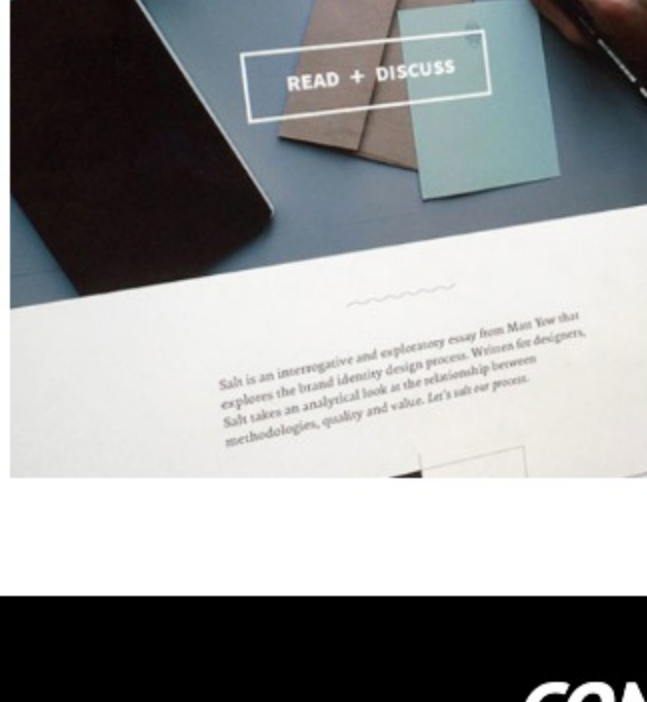 READ + DISCUSS
Salt is an interrogative and exploratory essay from Matt Yow that
explores the brand identity design process. Written for designers,
Salt takes an analytical look at the relationship between
methodologies, quality and value. Let's salt our process.